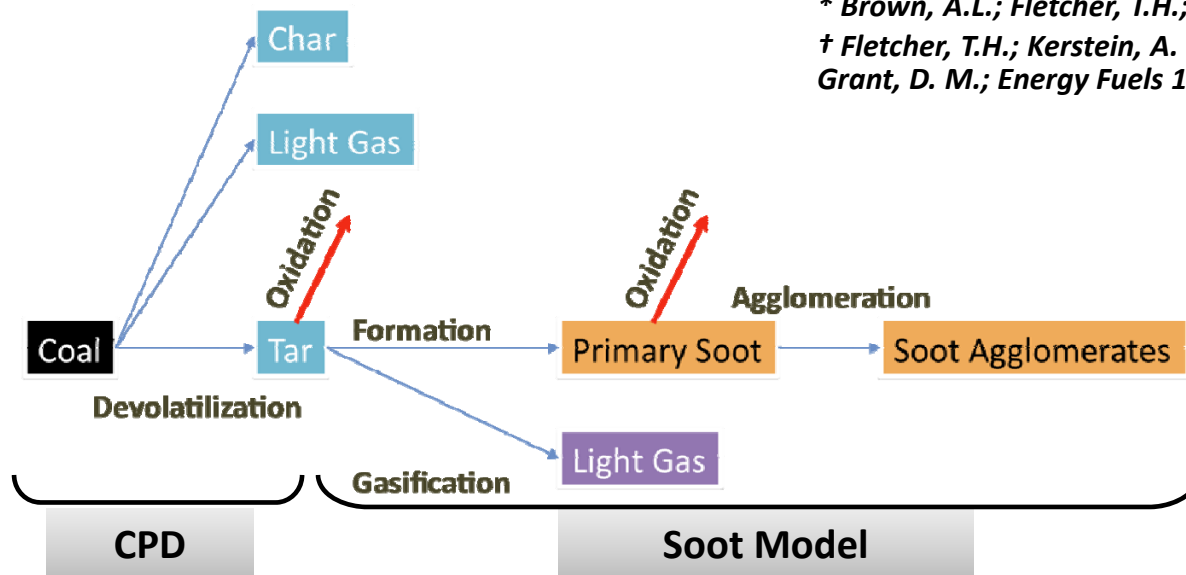 * Brown, A.L.; Fletcher, T.H.;
† Fletcher, T.H.; Kerstein, A.
Grant, D. M.; Energy Fuels 1
Char
Light Gas
Oxidation
Oxidation
Agglomeration
Formation
Coal
Tar
Primary Soot
Soot Agglomerates
Devolatilization
Light Gas
Gasification
CPD
Soot Model